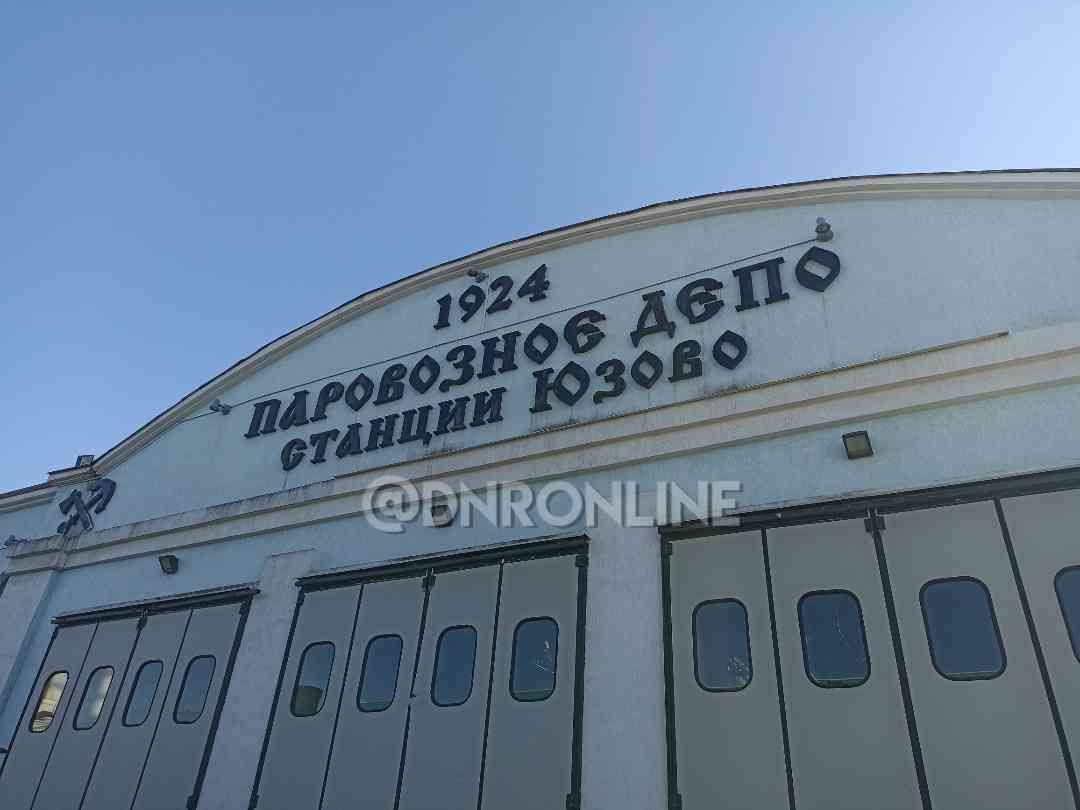 1924
ПАРОВОЗНОЕ ДЕПО
СТАНЦИИ ЮЗОВО
@DNRONLINE